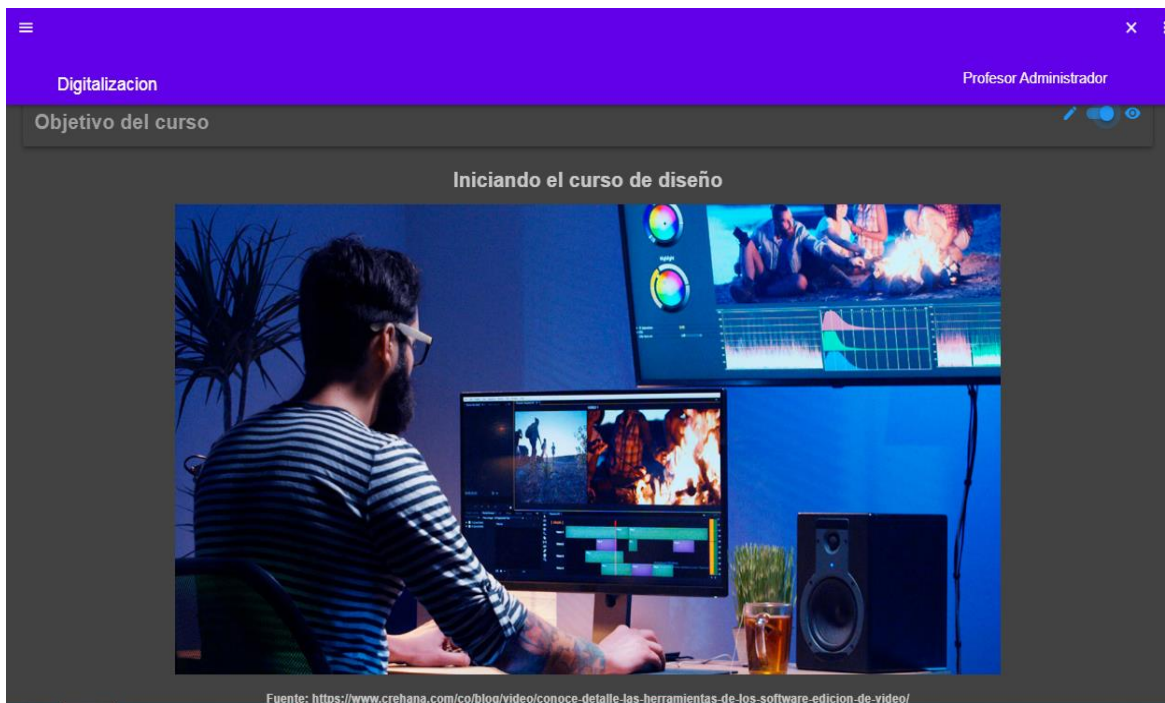 Digitalizacion
Profesor Administrador
Objetivo del curso
Iniciando el curso de diseño
Fuente: https://www.crehana.com/co/blog/video/conoce-detalle-las-herramientas-de-los-software-edicion-de-video/